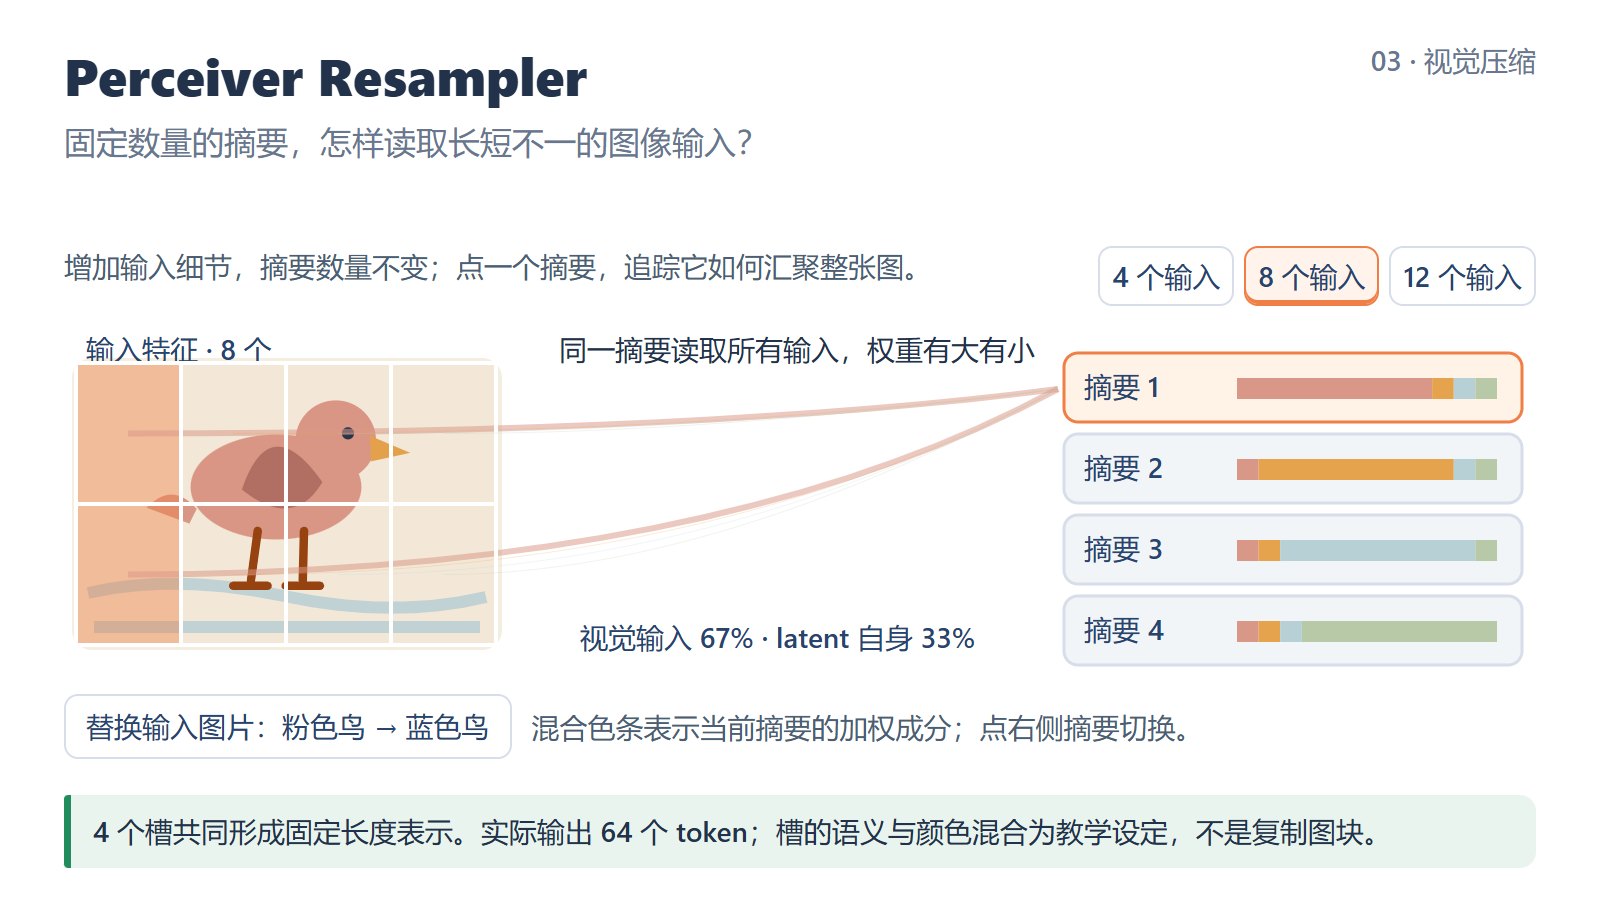 Perceiver Resampler
03 · 视觉压缩
固定数量的摘要，怎样读取长短不一的图像输入？
增加输入细节，摘要数量不变；点一个摘要，追踪它如何汇聚整张图。
4 个输入
8 个输入
12 个输入
输入特征 · 8 个
同一摘要读取所有输入，权重有大有小
摘要 1
摘要 2
摘要 3
摘要 4
视觉输入 67% · latent 自身 33%
替换输入图片：粉色鸟 → 蓝色鸟
混合色条表示当前摘要的加权成分；点右侧摘要切换。
4 个槽共同形成固定长度表示。实际输出 64 个 token；槽的语义与颜色混合为教学设定，不是复制图块。